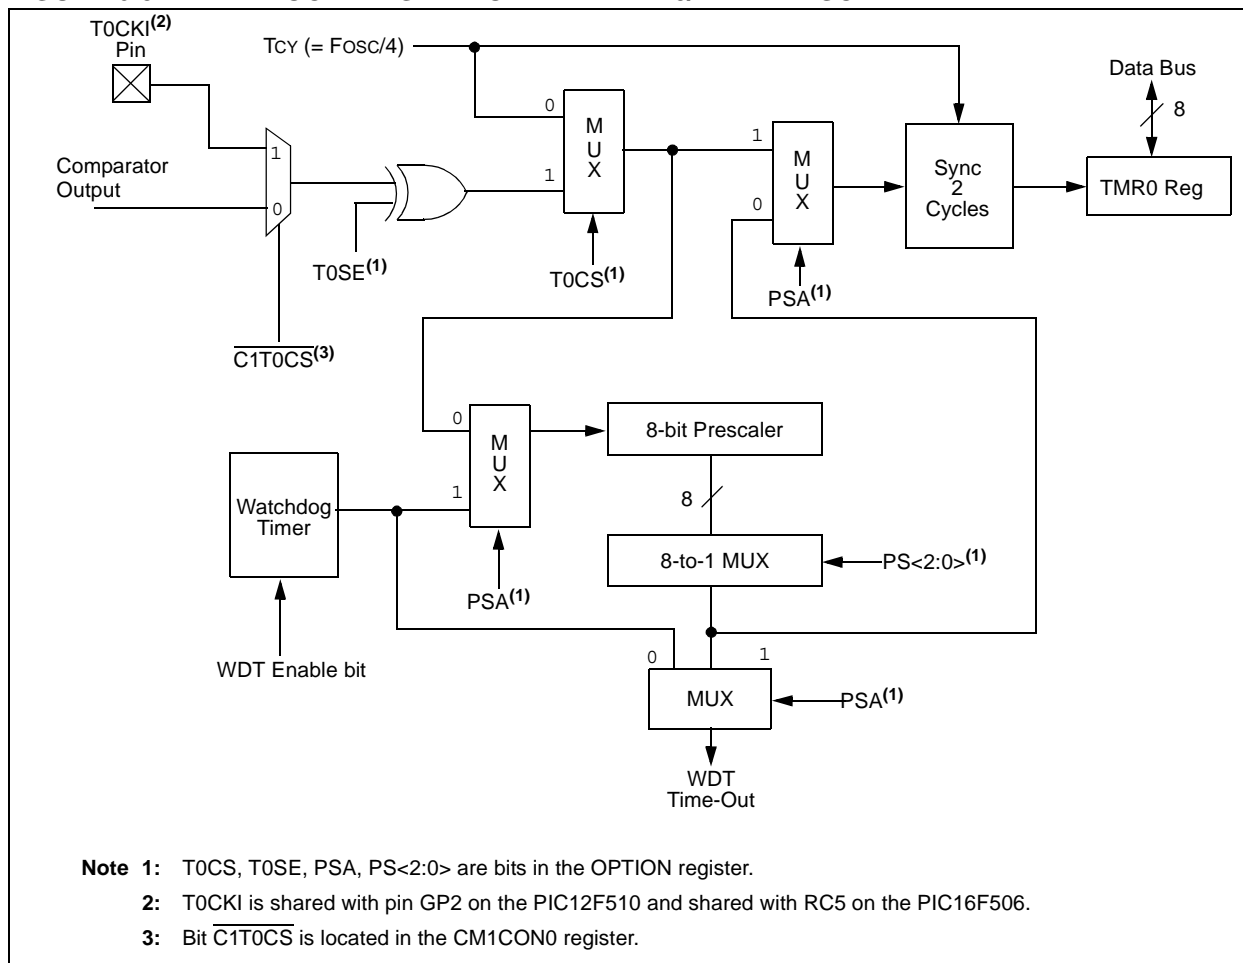 T0CKI(2)
Pin
TCY (= FOSC/4)
Data Bus
8
0
M
U
X
1
1
M
U
X
0
Sync
2
Cycles
TMR0 Reg
Comparator
Output
1
0
T0SE(1)
T0CS(1)
PSA(1)
C1T0CS(3)
0
M
U
X
1
8-bit Prescaler
Watchdog
Timer
8
8-to-1 MUX
PS<2:0>(1)
PSA(1)
WDT Enable bit
0
1
MUX
PSA(1)
WDT
Time-Out
Note 1: T0CS, T0SE, PSA, PS<2:0> are bits in the OPTION register.
2: T0CKI is shared with pin GP2 on the PIC12F510 and shared with RC5 on the PIC16F506.
3: Bit C1T0CS is located in the CM1CON0 register.